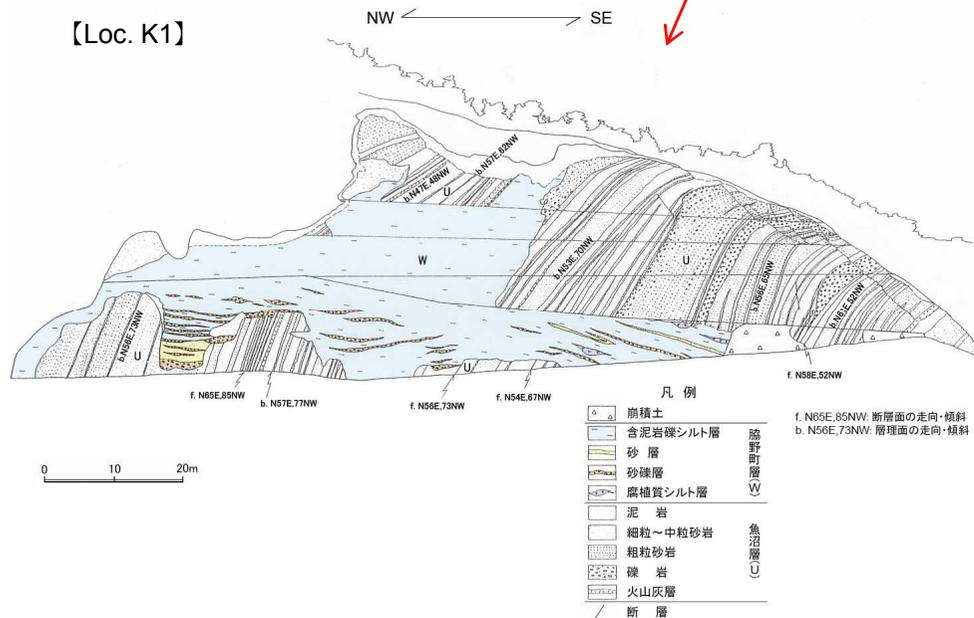 NW SE
【Loc. K1】
b.N57E,62NW
b.N47E,48NW
U
W
b.N53E,70NW
U
b.N56E,65NW
b.N61E,52NW
b.N56E,73NW
U
U
f. N65E,85NW
b. N57E,77NW
f. N56E,73NW
f. N54E,67NW
f. N58E,52NW
0 10 20m
凡 例
崩積土
含泥岩礫シルト層
砂 層
砂礫層
腐植質シルト層
脇野町層(W)
泥 岩
細粒～中粒砂岩
粗粒砂岩
礫 岩
火山灰層
魚沼層(U)
断 層
f. N65E,85NW: 断層面の走向・傾斜
b. N56E,73NW: 層理面の走向・傾斜